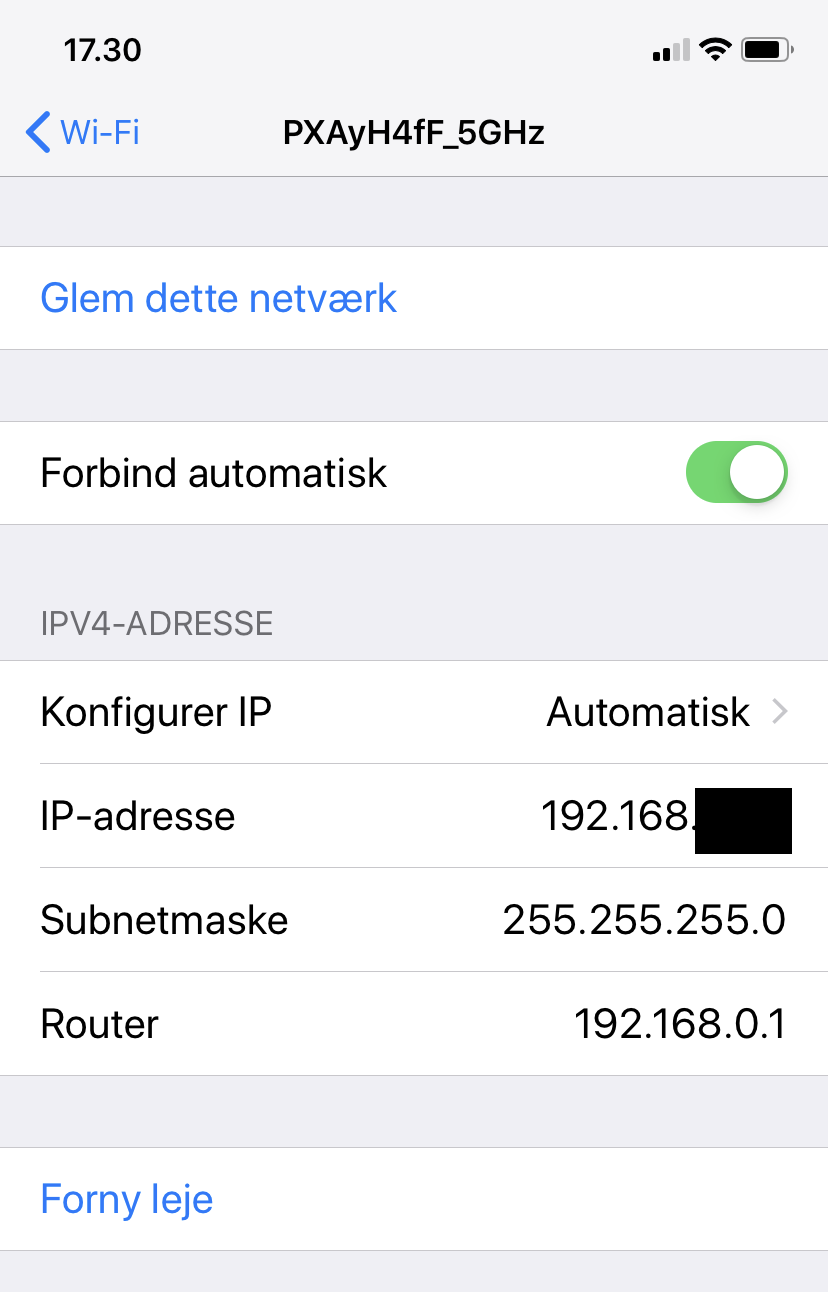 17.30
Wi-Fi PXAyH4fF_5GHz
Glem dette netværk
Forbind automatisk
IPV4-ADRESSE
Konfigurer IP Automatisk
IP-adresse 192.168.
Subnetmaske 255.255.255.0
Router 192.168.0.1
Forny leje